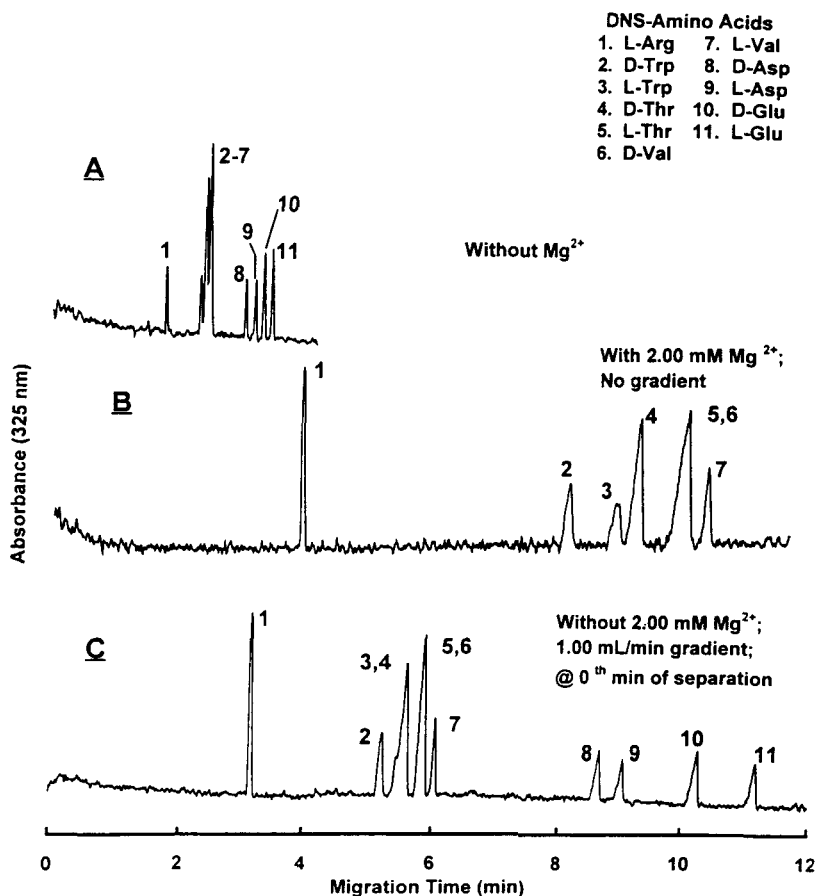 DNS-Amino Acids
1. L-Arg 7. L-Val
2. D-Trp 8. D-Asp
3. L-Trp 9. L-Asp
4. D-Thr 10. D-Glu
5. L-Thr 11. L-Glu
6. D-Val
A
1
2-7
8
9
10
11
Without Mg2+
With 2.00 mM Mg 2+;
No gradient
B
1
2
3
4
5,6
7
Without 2.00 mM Mg2+;
1.00 mL/min gradient;
@ 0 th min of separation
C
1
2
3,4
5,6
7
8
9
10
11
Absorbance (325 nm)
0 2 4 6 8 10 12
Migration Time (min)